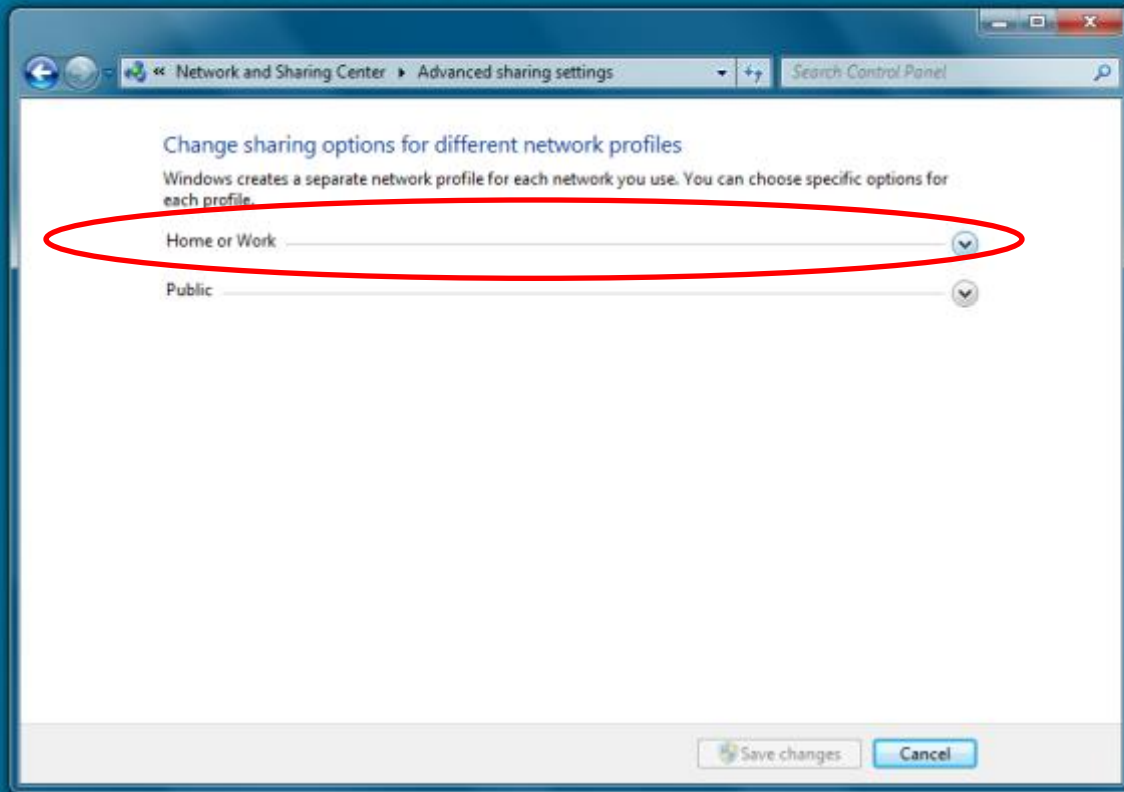 « Network and Sharing Center ▸ Advanced sharing settings
Search Control Panel
Change sharing options for different network profiles
Windows creates a separate network profile for each network you use. You can choose specific options for
each profile.
Home or Work
Public
Save changes
Cancel